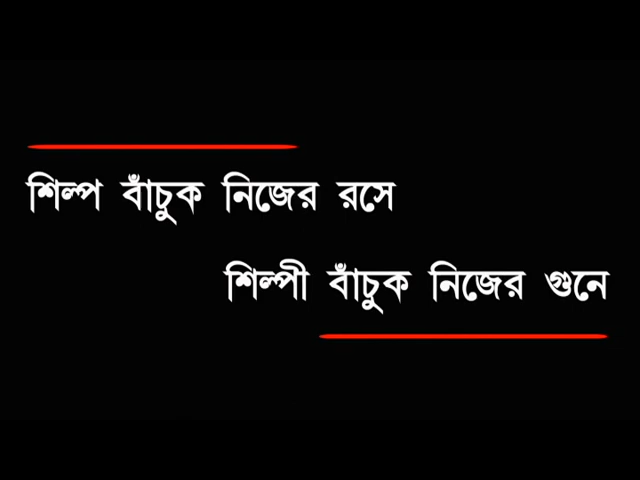 শিল্প বাঁচুক নিজের রসে
শিল্পী বাঁচুক নিজের গুনে